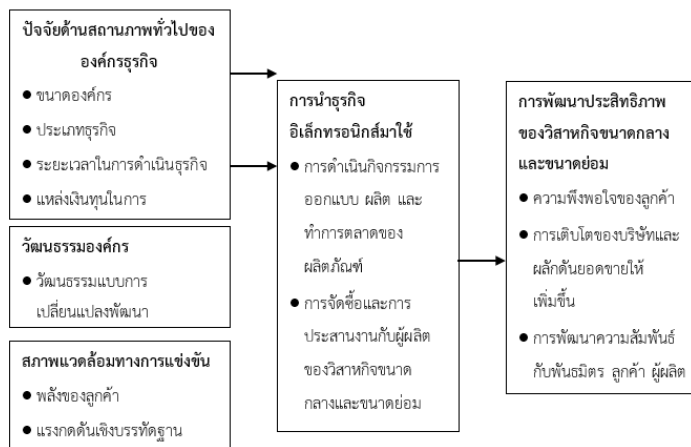 ปัจจัยด้านสถานภาพทั่วไปของ
องค์กรธุรกิจ
● ขนาดองค์กร
● ประเภทธุรกิจ
● ระยะเวลาในการดำเนินธุรกิจ
● แหล่งเงินทุนในการ
วัฒนธรรมองค์กร
● วัฒนธรรมแบบการ
เปลี่ยนแปลงพัฒนา
สภาพแวดล้อมทางการแข่งขัน
● พลังของลูกค้า
● แรงกดดันเชิงบรรทัดฐาน
การนำธุรกิจ
อิเล็กทรอนิกส์มาใช้
● การดำเนินกิจกรรมการ
ออกแบบ ผลิต และ
ทำการตลาดของ
ผลิตภัณฑ์
● การจัดซื้อและการ
ประสานงานกับผู้ผลิต
ของวิสาหกิจขนาด
กลางและขนาดย่อม
การพัฒนาประสิทธิภาพ
ของวิสาหกิจขนาดกลาง
และขนาดย่อม
● ความพึงพอใจของลูกค้า
● การเติบโตของบริษัทและ
ผลักดันยอดขายให้
เพิ่มขึ้น
● การพัฒนาความสัมพันธ์
กับพันธมิตร ลูกค้า ผู้ผลิต